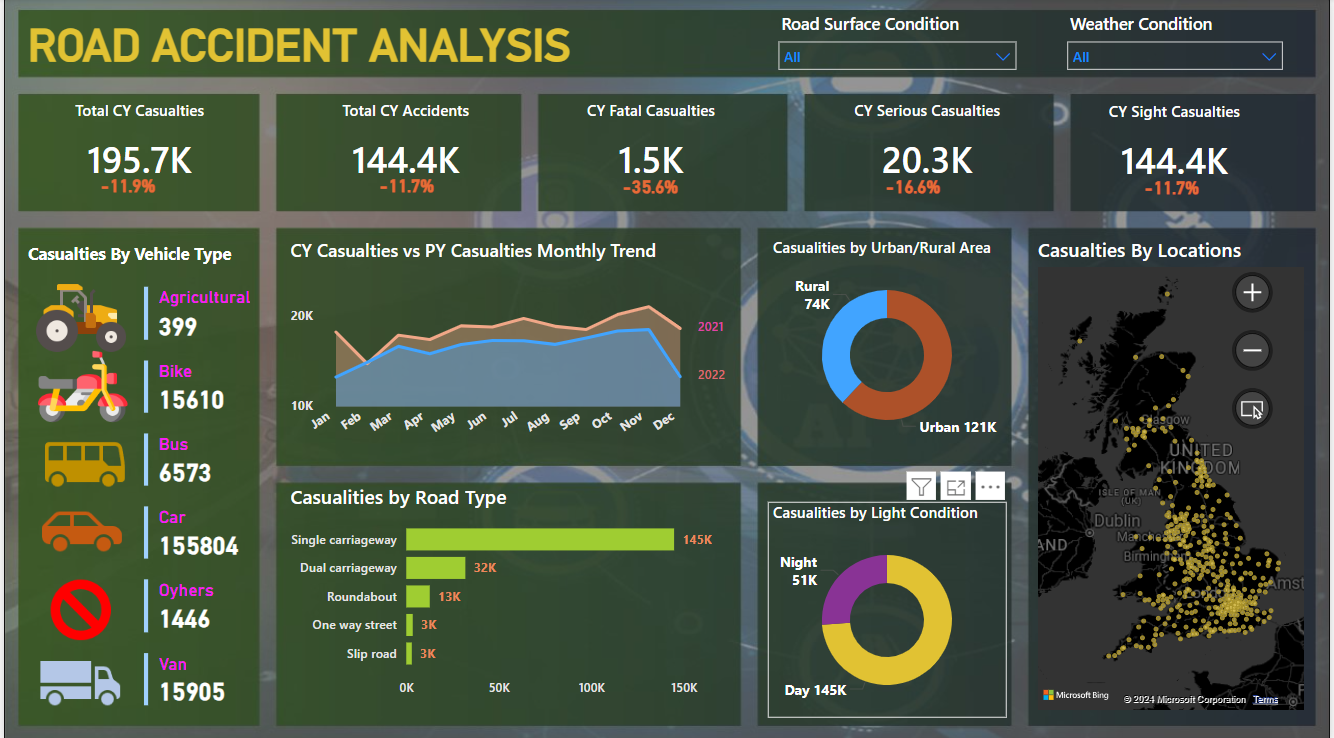 ROAD ACCIDENT ANALYSIS
Road Surface Condition
All
Weather Condition
All
Total CY Casualties
195.7K
-11.9%
Total CY Accidents
144.4K
-11.7%
CY Fatal Casualties
1.5K
-35.6%
CY Serious Casualties
20.3K
-16.6%
CY Sight Casualties
144.4K
-11.7%
Casualties By Vehicle Type
Agricultural
399
Bike
15610
Bus
6573
Car
155804
Oyhers
1446
Van
15905
CY Casualties vs PY Casualties Monthly Trend
20K
10K
2021
2022
Jan Feb Mar Apr May Jun Jul Aug Sep Oct Nov Dec
Casualities by Road Type
Single carriageway 145K
Dual carriageway 32K
Roundabout 13K
One way street 3K
Slip road 3K
0K 50K 100K 150K
Casualities by Urban/Rural Area
Rural
74K
Urban 121K
Casualities by Light Condition
Night
51K
Day 145K
Casualties By Locations
Glasgow
UNITED
KINGDOM
ISLE OF MAN
(UK)
Dublin
Birmingham
Microsoft Bing
© 2024 Microsoft Corporation Terms